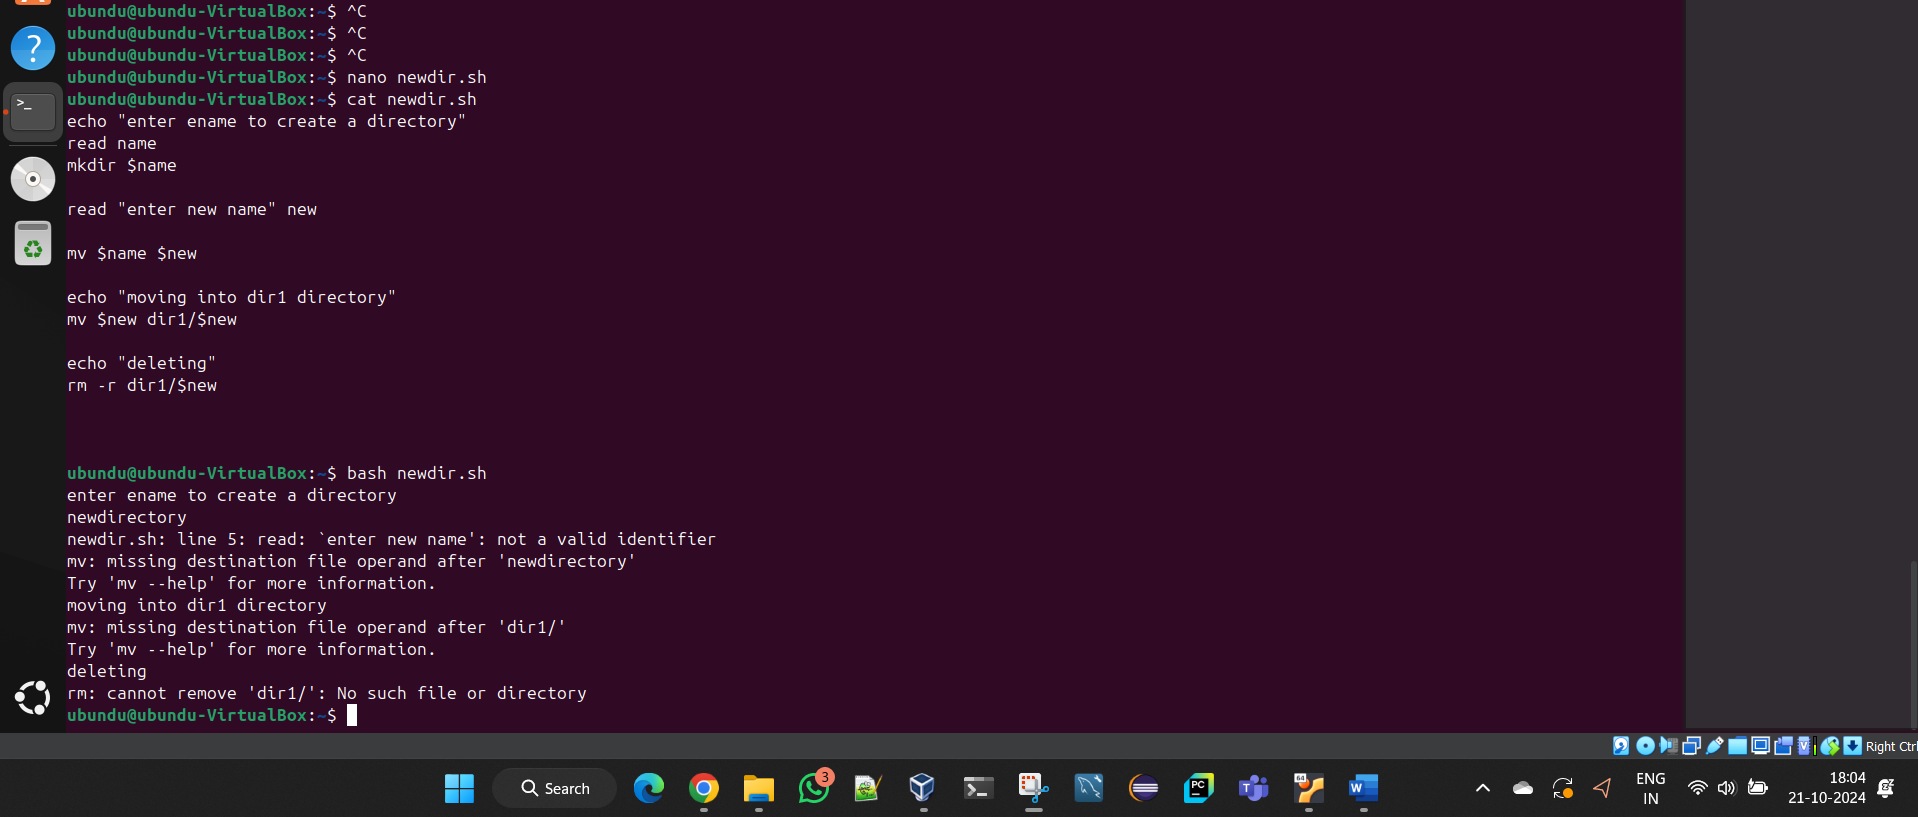 ubundu@ubundu-VirtualBox:~$ ^C
ubundu@ubundu-VirtualBox:~$ ^C
ubundu@ubundu-VirtualBox:~$ ^C
ubundu@ubundu-VirtualBox:~$ nano newdir.sh
ubundu@ubundu-VirtualBox:~$ cat newdir.sh
echo "enter ename to create a directory"
read name
mkdir $name
read "enter new name" new
mv $name $new
echo "moving into dir1 directory"
mv $new dir1/$new
echo "deleting"
rm -r dir1/$new
ubundu@ubundu-VirtualBox:~$ bash newdir.sh
enter ename to create a directory
newdirectory
newdir.sh: line 5: read: `enter new name': not a valid identifier
mv: missing destination file operand after 'newdirectory'
Try 'mv --help' for more information.
moving into dir1 directory
mv: missing destination file operand after 'dir1/'
Try 'mv --help' for more information.
deleting
rm: cannot remove 'dir1/': No such file or directory
ubundu@ubundu-VirtualBox:~$
Right Ctrl
Search
3
PC
T
64
W
ENG
IN
18:04
21-10-2024